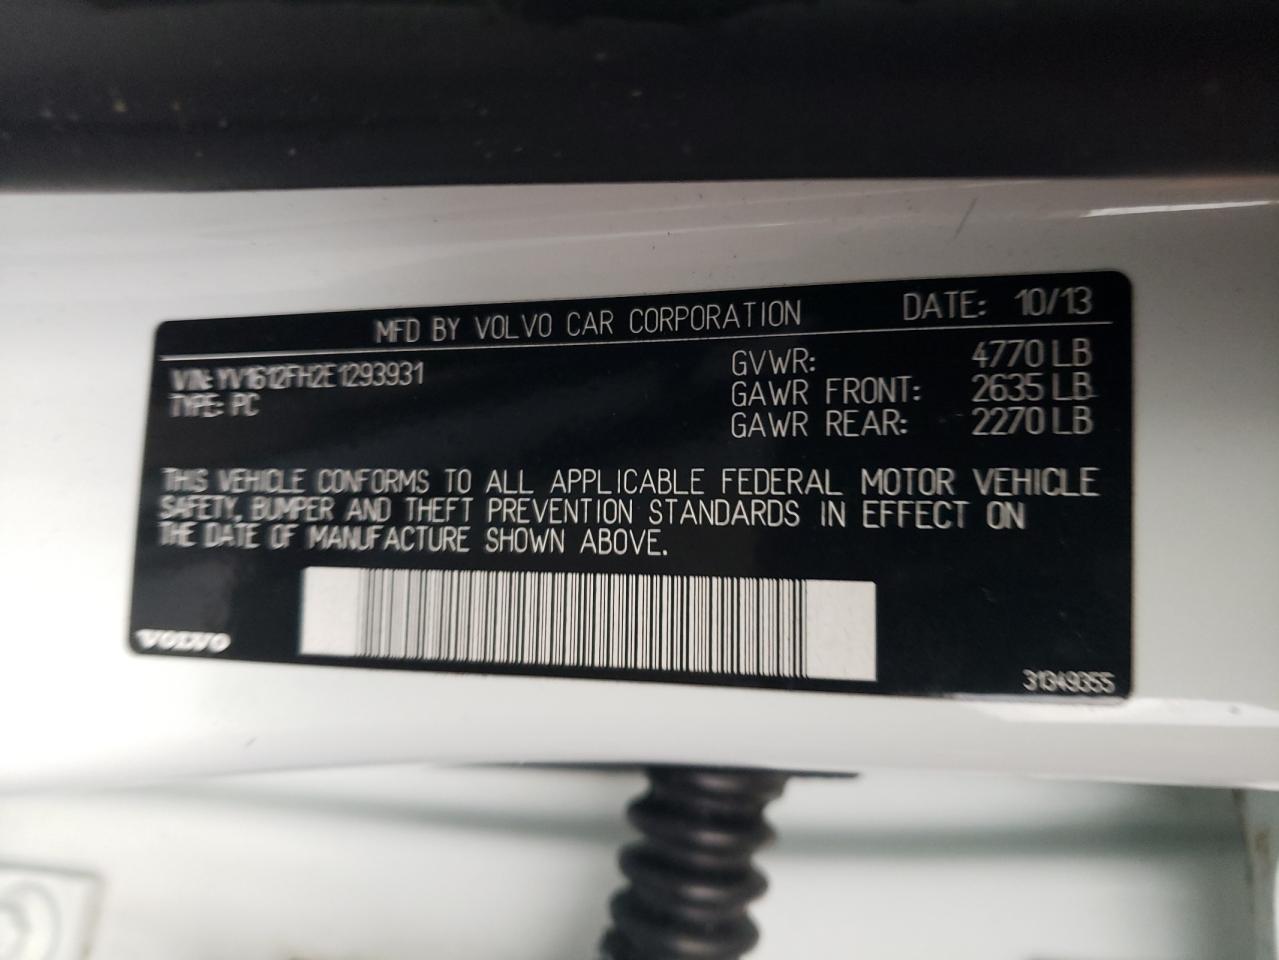 MFD BY VOLVO CAR CORPORATION DATE: 10/13
VIN: YV1612FH2E1293931 GVWR: 4770 LB
TYPE: PC GAWR FRONT: 2635 LB
GAWR REAR: 2270 LB
THIS VEHICLE CONFORMS TO ALL APPLICABLE FEDERAL MOTOR VEHICLE
SAFETY, BUMPER AND THEFT PREVENTION STANDARDS IN EFFECT ON
THE DATE OF MANUFACTURE SHOWN ABOVE.
VOLVO
31349355